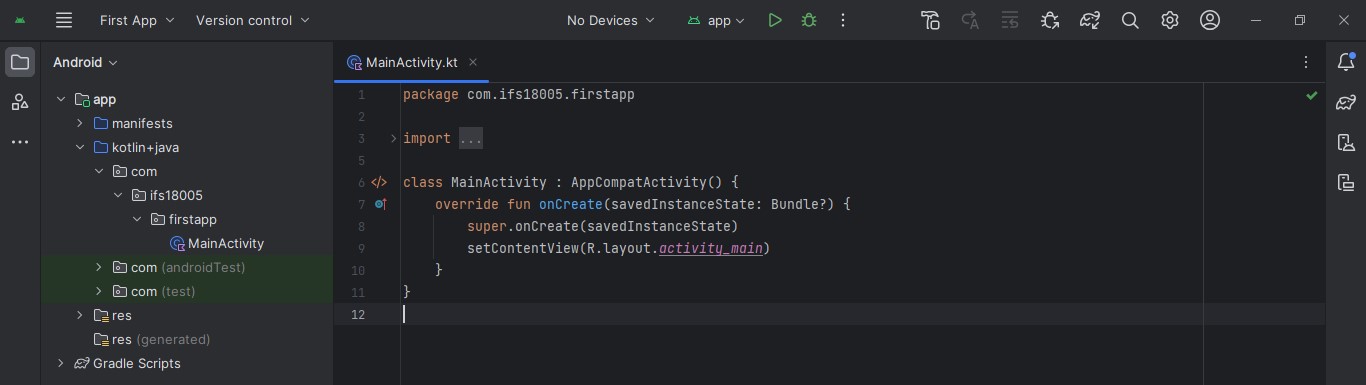 First App Version control No Devices app
Android
MainActivity.kt
app
manifests
kotlin+java
com
ifs18005
firstapp
MainActivity
com (androidTest)
com (test)
res
res (generated)
Gradle Scripts
1 package com.ifs18005.firstapp
2
3 import ...
5
6 class MainActivity : AppCompatActivity() {
7 override fun onCreate(savedInstanceState: Bundle?) {
8 super.onCreate(savedInstanceState)
9 setContentView(R.layout.activity_main)
10 }
11 }
12